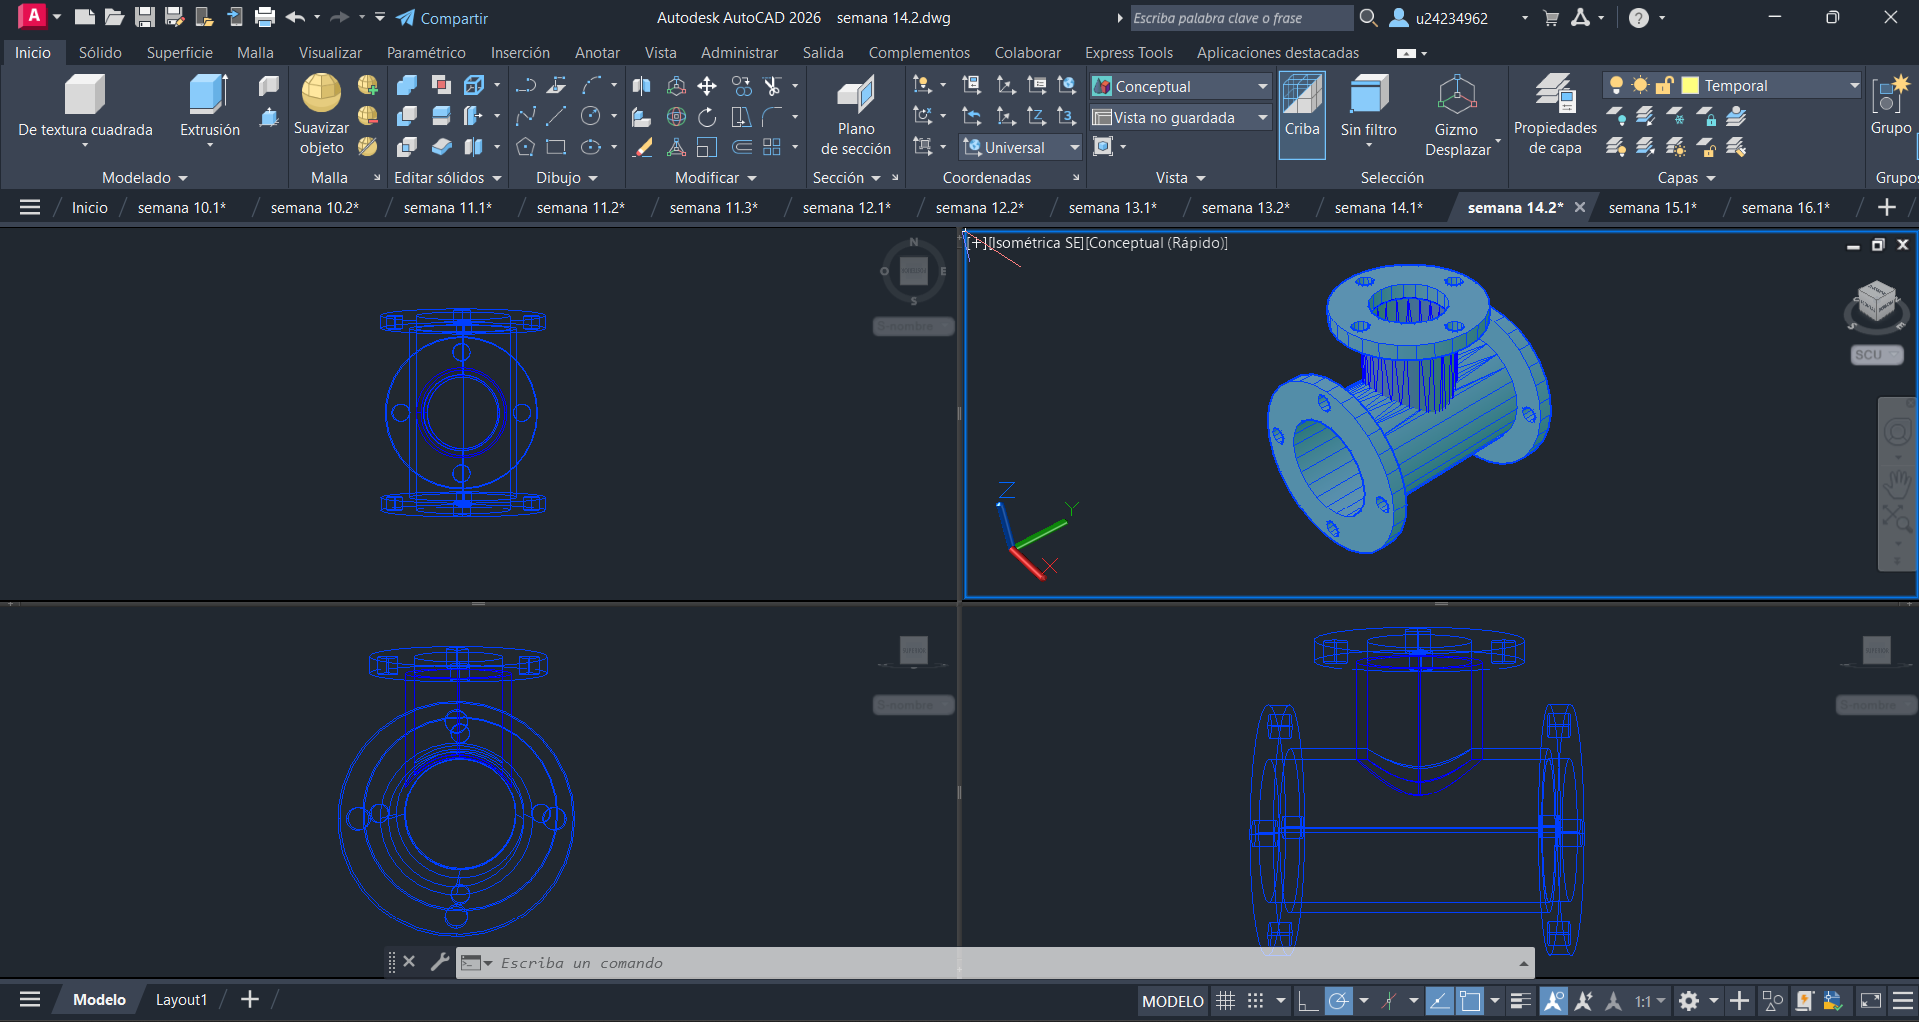 A Compartir Autodesk AutoCAD 2026 semana 14.2.dwg Escriba palabra clave o frase u24234962
Inicio Sólido Superficie Malla Visualizar Paramétrico Inserción Anotar Vista Administrar Salida Complementos Colaborar Express Tools Aplicaciones destacadas
De textura cuadrada
Extrusión
Suavizar
objeto
Plano
de sección
Universal
Conceptual
Vista no guardada
Criba
Sin filtro
Gizmo
Desplazar
Propiedades
de capa
Temporal
Grupo
Modelado Malla Editar sólidos Dibujo Modificar Sección Coordenadas Vista Selección Capas Grupos
Inicio semana 10.1* semana 10.2* semana 11.1* semana 11.2* semana 11.3* semana 12.1* semana 12.2* semana 13.1* semana 13.2* semana 14.1* semana 14.2* semana 15.1* semana 16.1*
N
O E
S
S-nombre
[+][Isométrica SE][Conceptual (Rápido)]
S E
SCU
Z
Y
X
S-nombre
S-nombre
Escriba un comando
Modelo Layout1 MODELO 1:1